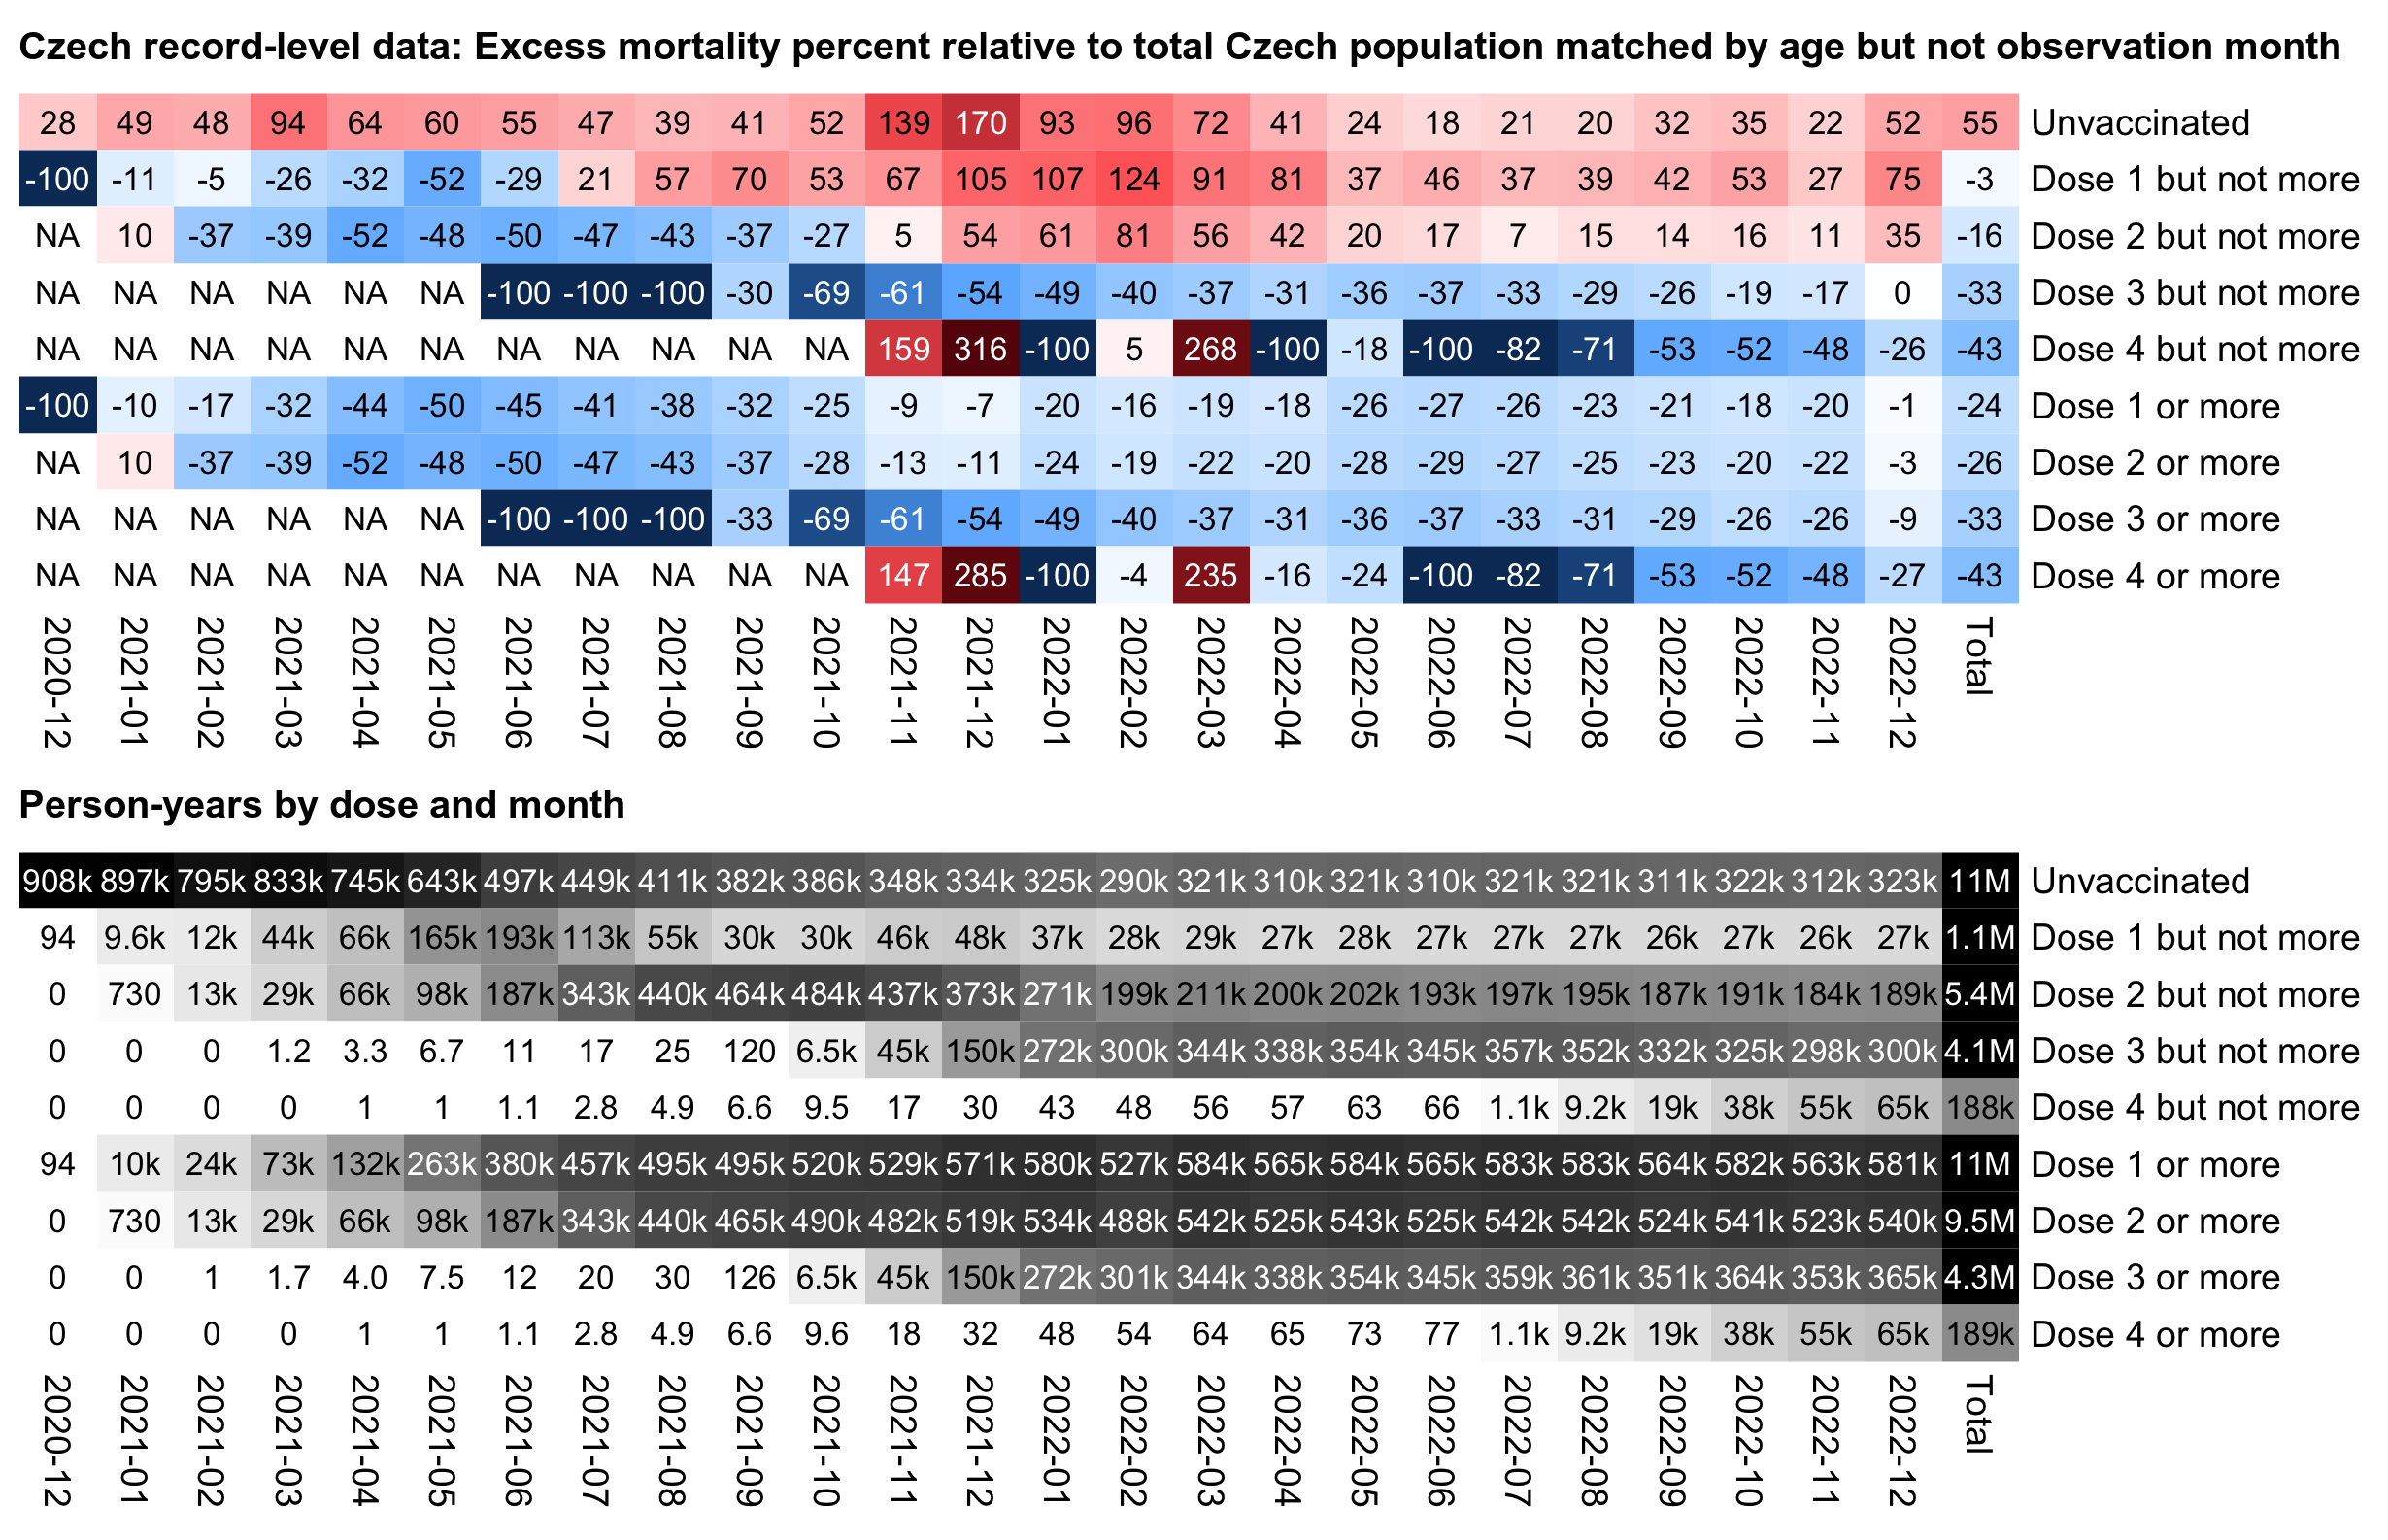 Czech record-level data: Excess mortality percent relative to total Czech population matched by age but not observation month
28 49 48 94 64 60 55 47 39 41 52 139 170 93 96 72 41 24 18 21 20 32 35 22 52 55 Unvaccinated
-100 -11 -5 -26 -32 -52 -29 21 57 70 53 67 105 107 124 91 81 37 46 37 39 42 53 27 75 -3 Dose 1 but not more
NA 10 -37 -39 -52 -48 -50 -47 -43 -37 -27 5 54 61 81 56 42 20 17 7 15 14 16 11 35 -16 Dose 2 but not more
NA NA NA NA NA NA -100 -100 -100 -30 -69 -61 -54 -49 -40 -37 -31 -36 -37 -33 -29 -26 -19 -17 0 -33 Dose 3 but not more
NA NA NA NA NA NA NA NA NA NA NA 159 316 -100 5 268 -100 -18 -100 -82 -71 -53 -52 -48 -26 -43 Dose 4 but not more
-100 -10 -17 -32 -44 -50 -45 -41 -38 -32 -25 -9 -7 -20 -16 -19 -18 -26 -27 -26 -23 -21 -18 -20 -1 -24 Dose 1 or more
NA 10 -37 -39 -52 -48 -50 -47 -43 -37 -28 -13 -11 -24 -19 -22 -20 -28 -29 -27 -25 -23 -20 -22 -3 -26 Dose 2 or more
NA NA NA NA NA NA -100 -100 -100 -33 -69 -61 -54 -49 -40 -37 -31 -36 -37 -33 -31 -29 -26 -26 -9 -33 Dose 3 or more
NA NA NA NA NA NA NA NA NA NA NA 147 285 -100 -4 235 -16 -24 -100 -82 -71 -53 -52 -48 -27 -43 Dose 4 or more
2020-12 2021-01 2021-02 2021-03 2021-04 2021-05 2021-06 2021-07 2021-08 2021-09 2021-10 2021-11 2021-12 2022-01 2022-02 2022-03 2022-04 2022-05 2022-06 2022-07 2022-08 2022-09 2022-10 2022-11 2022-12 Total
Person-years by dose and month
908k 897k 795k 833k 745k 643k 497k 449k 411k 382k 386k 348k 334k 325k 290k 321k 310k 321k 310k 321k 321k 311k 322k 312k 323k 11M Unvaccinated
94 9.6k 12k 44k 66k 165k 193k 113k 55k 30k 30k 46k 48k 37k 28k 29k 27k 28k 27k 27k 27k 26k 27k 26k 27k 1.1M Dose 1 but not more
0 730 13k 29k 66k 98k 187k 343k 440k 464k 484k 437k 373k 271k 199k 211k 200k 202k 193k 197k 195k 187k 191k 184k 189k 5.4M Dose 2 but not more
0 0 0 1.2 3.3 6.7 11 17 25 120 6.5k 45k 150k 272k 300k 344k 338k 354k 345k 357k 352k 332k 325k 298k 300k 4.1M Dose 3 but not more
0 0 0 0 1 1 1.1 2.8 4.9 6.6 9.5 17 30 43 48 56 57 63 66 1.1k 9.2k 19k 38k 55k 65k 188k Dose 4 but not more
94 10k 24k 73k 132k 263k 380k 457k 495k 495k 520k 529k 571k 580k 527k 584k 565k 584k 565k 583k 583k 564k 582k 563k 581k 11M Dose 1 or more
0 730 13k 29k 66k 98k 187k 343k 440k 465k 490k 482k 519k 534k 488k 542k 525k 543k 525k 542k 542k 524k 541k 523k 540k 9.5M Dose 2 or more
0 0 1 1.7 4.0 7.5 12 20 30 126 6.5k 45k 150k 272k 301k 344k 338k 354k 345k 359k 361k 351k 364k 353k 365k 4.3M Dose 3 or more
0 0 0 0 1 1 1.1 2.8 4.9 6.6 9.6 18 32 48 54 64 65 73 77 1.1k 9.2k 19k 38k 55k 65k 189k Dose 4 or more
2020-12 2021-01 2021-02 2021-03 2021-04 2021-05 2021-06 2021-07 2021-08 2021-09 2021-10 2021-11 2021-12 2022-01 2022-02 2022-03 2022-04 2022-05 2022-06 2022-07 2022-08 2022-09 2022-10 2022-11 2022-12 Total